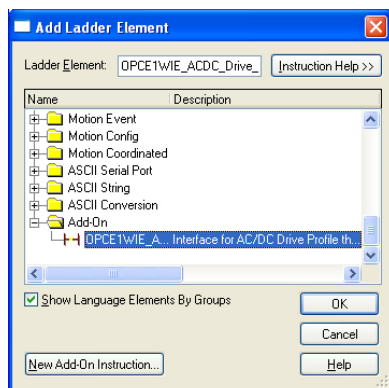 Add Ladder Element
Ladder Element: OPCE1WIE_ACDC_Drive_ Instruction Help >>
Name Description
Motion Event
Motion Config
Motion Coordinated
ASCII Serial Port
ASCII String
ASCII Conversion
Add-On
OPCE1WIE_A... Interface for AC/DC Drive Profile th...
Show Language Elements By Groups
OK
Cancel
New Add-On Instruction...
Help